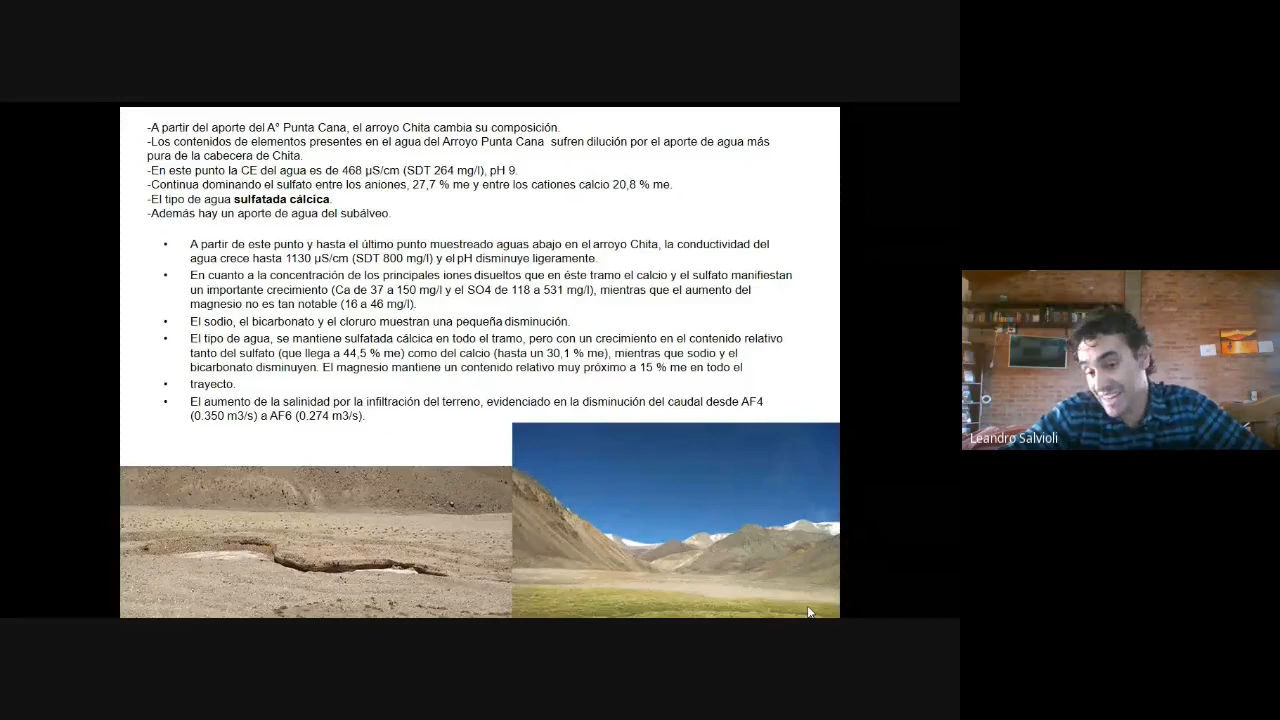 -A partir del aporte del A° Punta Cana, el arroyo Chita cambia su composición.
-Los contenidos de elementos presentes en el agua del Arroyo Punta Cana sufren dilución por el aporte de agua más
pura de la cabecera de Chita.
-En este punto la CE del agua es de 468 µS/cm (SDT 264 mg/l), pH 9.
-Continua dominando el sulfato entre los aniones, 27,7 % me y entre los cationes calcio 20,8 % me.
-El tipo de agua sulfatada cálcica.
-Además hay un aporte de agua del subálveo.
• A partir de este punto y hasta el último punto muestreado aguas abajo en el arroyo Chita, la conductividad del
agua crece hasta 1130 µS/cm (SDT 800 mg/l) y el pH disminuye ligeramente.
• En cuanto a la concentración de los principales iones disueltos que en éste tramo el calcio y el sulfato manifiestan
un importante crecimiento (Ca de 37 a 150 mg/l y el SO4 de 118 a 531 mg/l), mientras que el aumento del
magnesio no es tan notable (16 a 46 mg/l).
• El sodio, el bicarbonato y el cloruro muestran una pequeña disminución.
• El tipo de agua, se mantiene sulfatada cálcica en todo el tramo, pero con un crecimiento en el contenido relativo
tanto del sulfato (que llega a 44,5 % me) como del calcio (hasta un 30,1 % me), mientras que sodio y el
bicarbonato disminuyen. El magnesio mantiene un contenido relativo muy próximo a 15 % me en todo el
• trayecto.
• El aumento de la salinidad por la infiltración del terreno, evidenciado en la disminución del caudal desde AF4
(0.350 m3/s) a AF6 (0.274 m3/s).
Leandro Salvioli